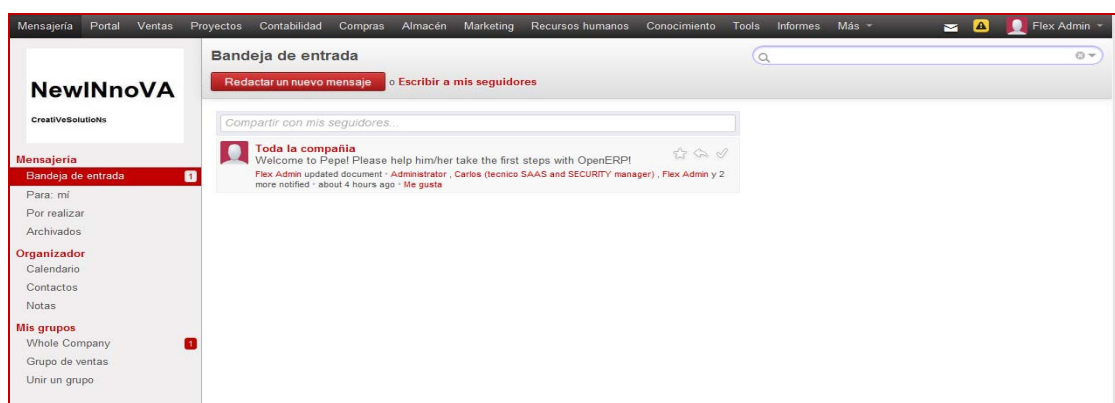 Mensajería Portal Ventas Proyectos Contabilidad Compras Almacén Marketing Recursos humanos Conocimiento Tools Informes Más Flex Admin
NewINnoVA
CreatiVeSolutioNs
Bandeja de entrada
Redactar un nuevo mensaje o Escribir a mis seguidores
Mensajería
Bandeja de entrada 1
Para: mí
Por realizar
Archivados
Organizador
Calendario
Contactos
Notas
Mis grupos
Whole Company 1
Grupo de ventas
Unir un grupo
Compartir con mis seguidores...
Toda la compañia
Welcome to Pepe! Please help him/her take the first steps with OpenERP!
Flex Admin updated document · Administrator , Carlos (tecnico SAAS and SECURITY manager) , Flex Admin y 2
more notified · about 4 hours ago · Me gusta